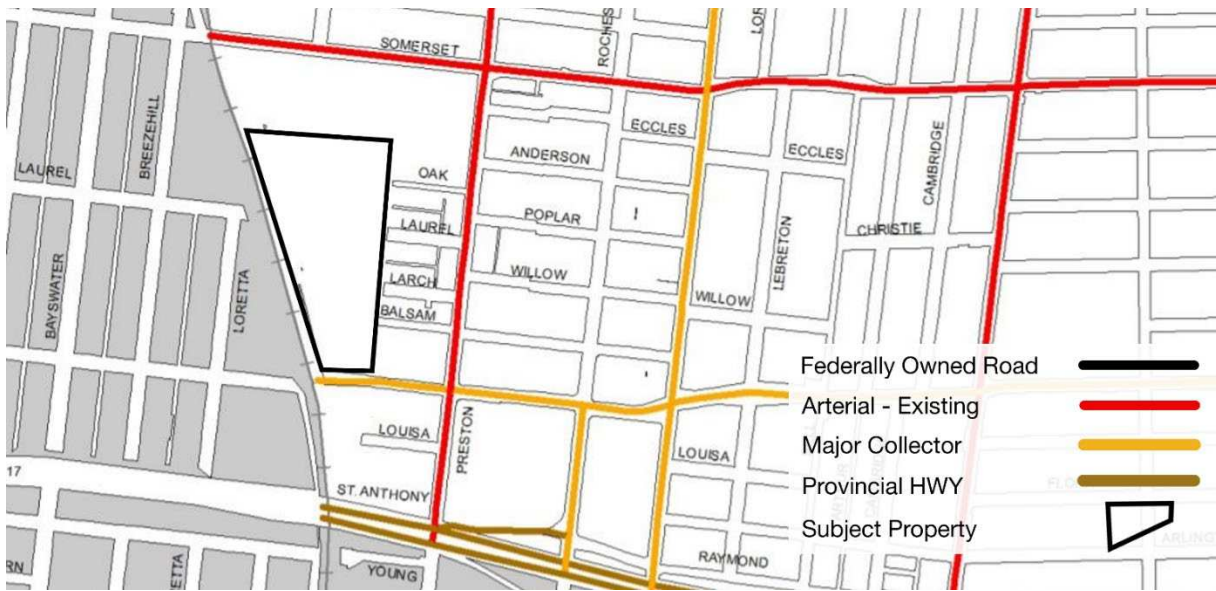 SOMERSET
ROCHES
LOR
BREEZEHILL
ECCLES
ECCLES
CAMBRIDGE
LAUREL
ANDERSON
OAK
POPLAR
LAUREL
CHRISTIE
BAYSWATER
LORETTA
LARCH
WILLOW
LEBRETON
WILLOW
BALSAM
Federally Owned Road
Arterial - Existing
Major Collector
Provincial HWY
Subject Property
LOUISA
PRESTON
LOUISA
17
ST. ANTHONY
FLO
ARLING
RAYMOND
YOUNG
RN
ETTA